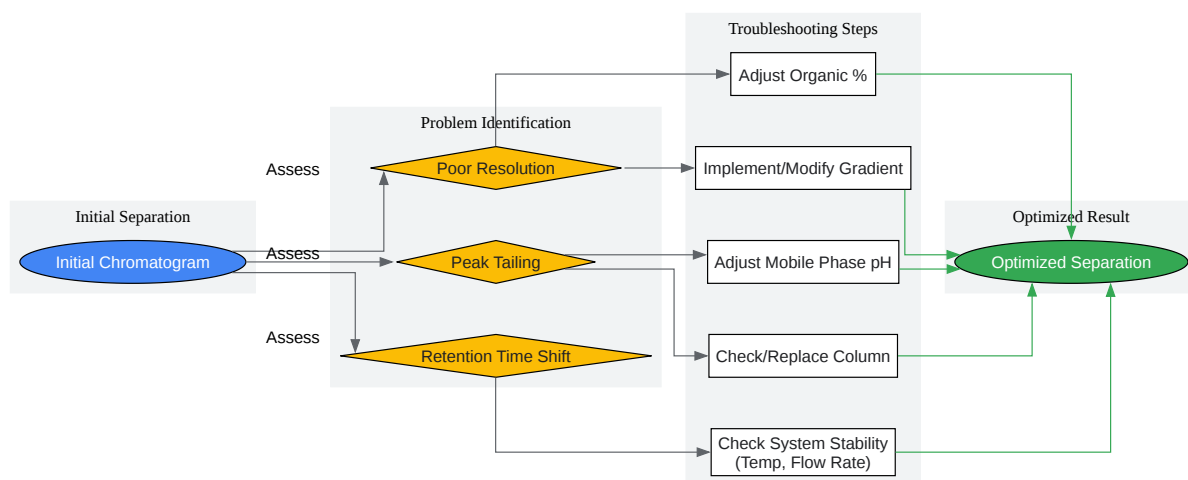 Troubleshooting Steps
Adjust Organic %
Problem Identification
Assess
Poor Resolution
Implement/Modify Gradient
Initial Separation
Optimized Result
Initial Chromatogram
Assess
Peak Tailing
Adjust Mobile Phase pH
Optimized Separation
Assess
Retention Time Shift
Check/Replace Column
Check System Stability
(Temp, Flow Rate)